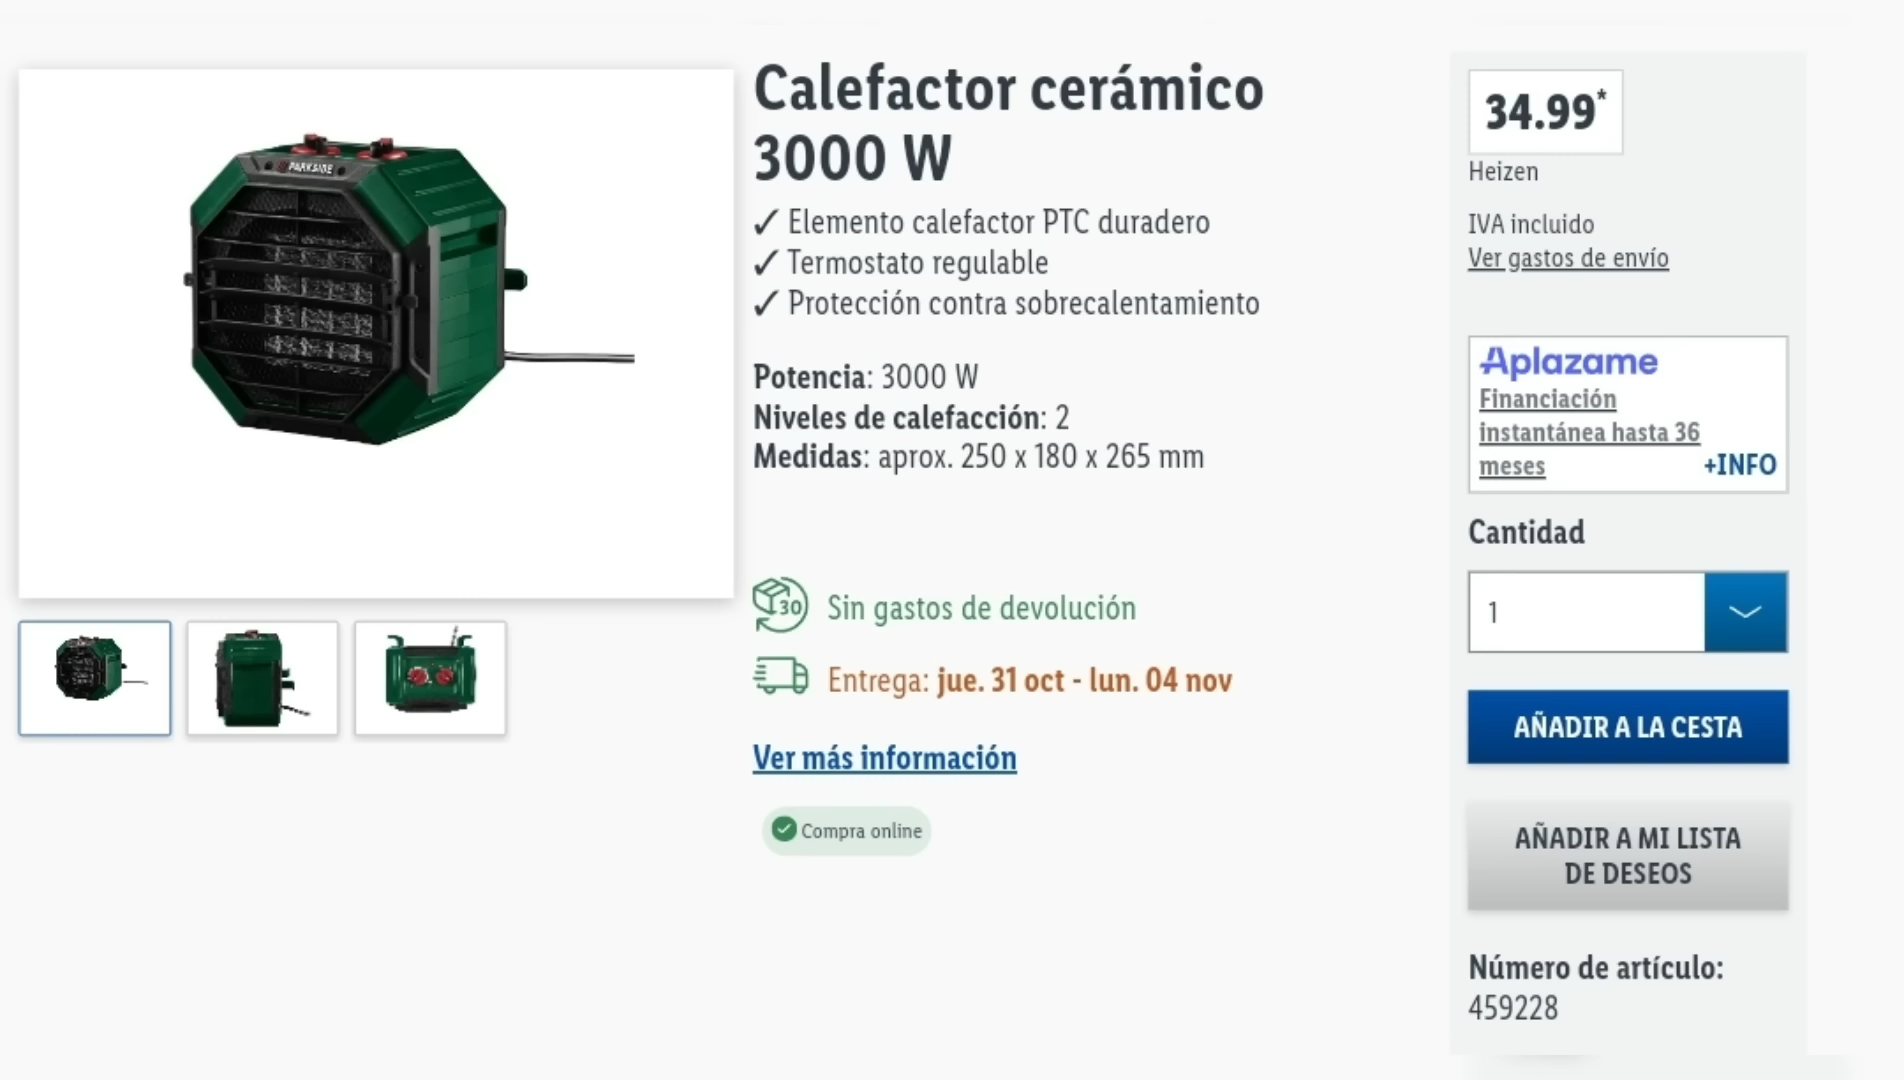 PARKSIDE
Calefactor cerámico
3000 W
✓ Elemento calefactor PTC duradero
✓ Termostato regulable
✓ Protección contra sobrecalentamiento
Potencia: 3000 W
Niveles de calefacción: 2
Medidas: aprox. 250 x 180 x 265 mm
30 Sin gastos de devolución
Entrega: jue. 31 oct - lun. 04 nov
Ver más información
Compra online
34.99*
Heizen
IVA incluido
Ver gastos de envío
Aplazame
Financiación
instantánea hasta 36
meses +INFO
Cantidad
1
AÑADIR A LA CESTA
AÑADIR A MI LISTA
DE DESEOS
Número de artículo:
459228